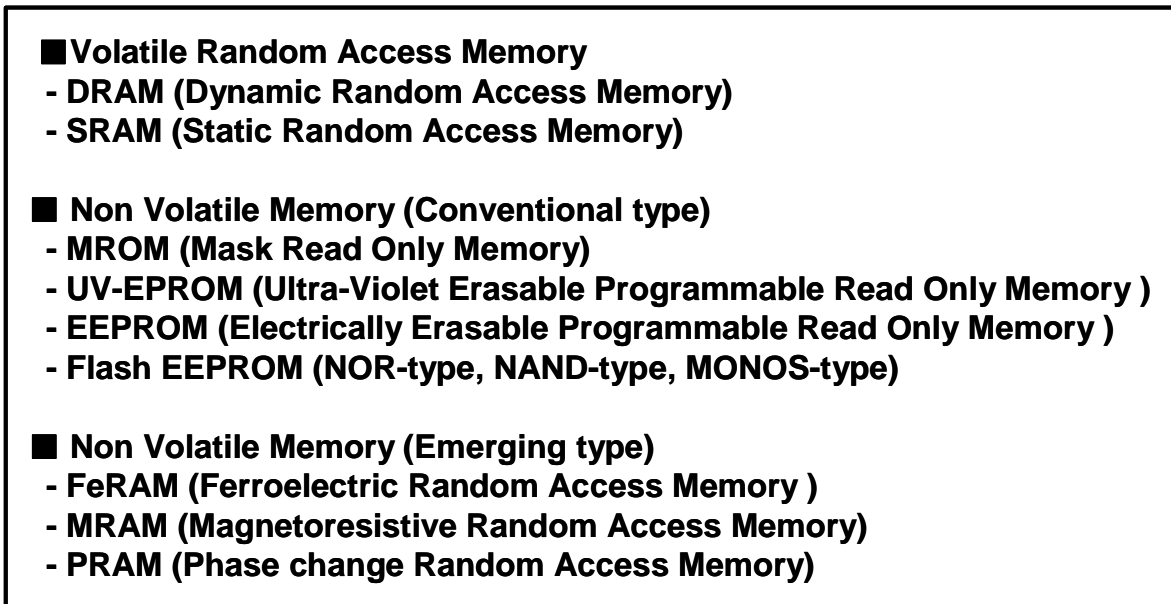 ■Volatile Random Access Memory
- DRAM (Dynamic Random Access Memory)
- SRAM (Static Random Access Memory)
■ Non Volatile Memory (Conventional type)
- MROM (Mask Read Only Memory)
- UV-EPROM (Ultra-Violet Erasable Programmable Read Only Memory )
- EEPROM (Electrically Erasable Programmable Read Only Memory )
- Flash EEPROM (NOR-type, NAND-type, MONOS-type)
■ Non Volatile Memory (Emerging type)
- FeRAM (Ferroelectric Random Access Memory )
- MRAM (Magnetoresistive Random Access Memory)
- PRAM (Phase change Random Access Memory)